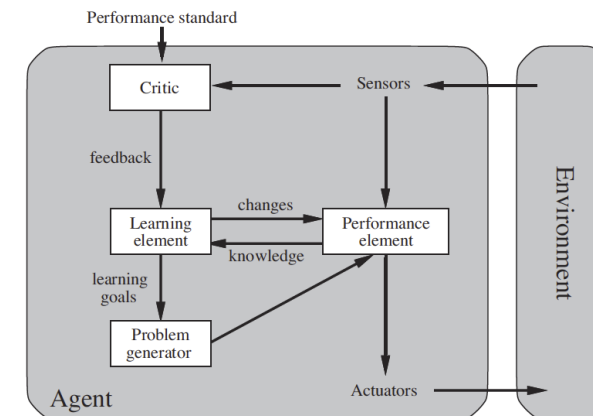 Performance standard
Critic
Sensors
feedback
changes
Learning
element
Performance
element
knowledge
learning
goals
Problem
generator
Agent
Actuators
Environment